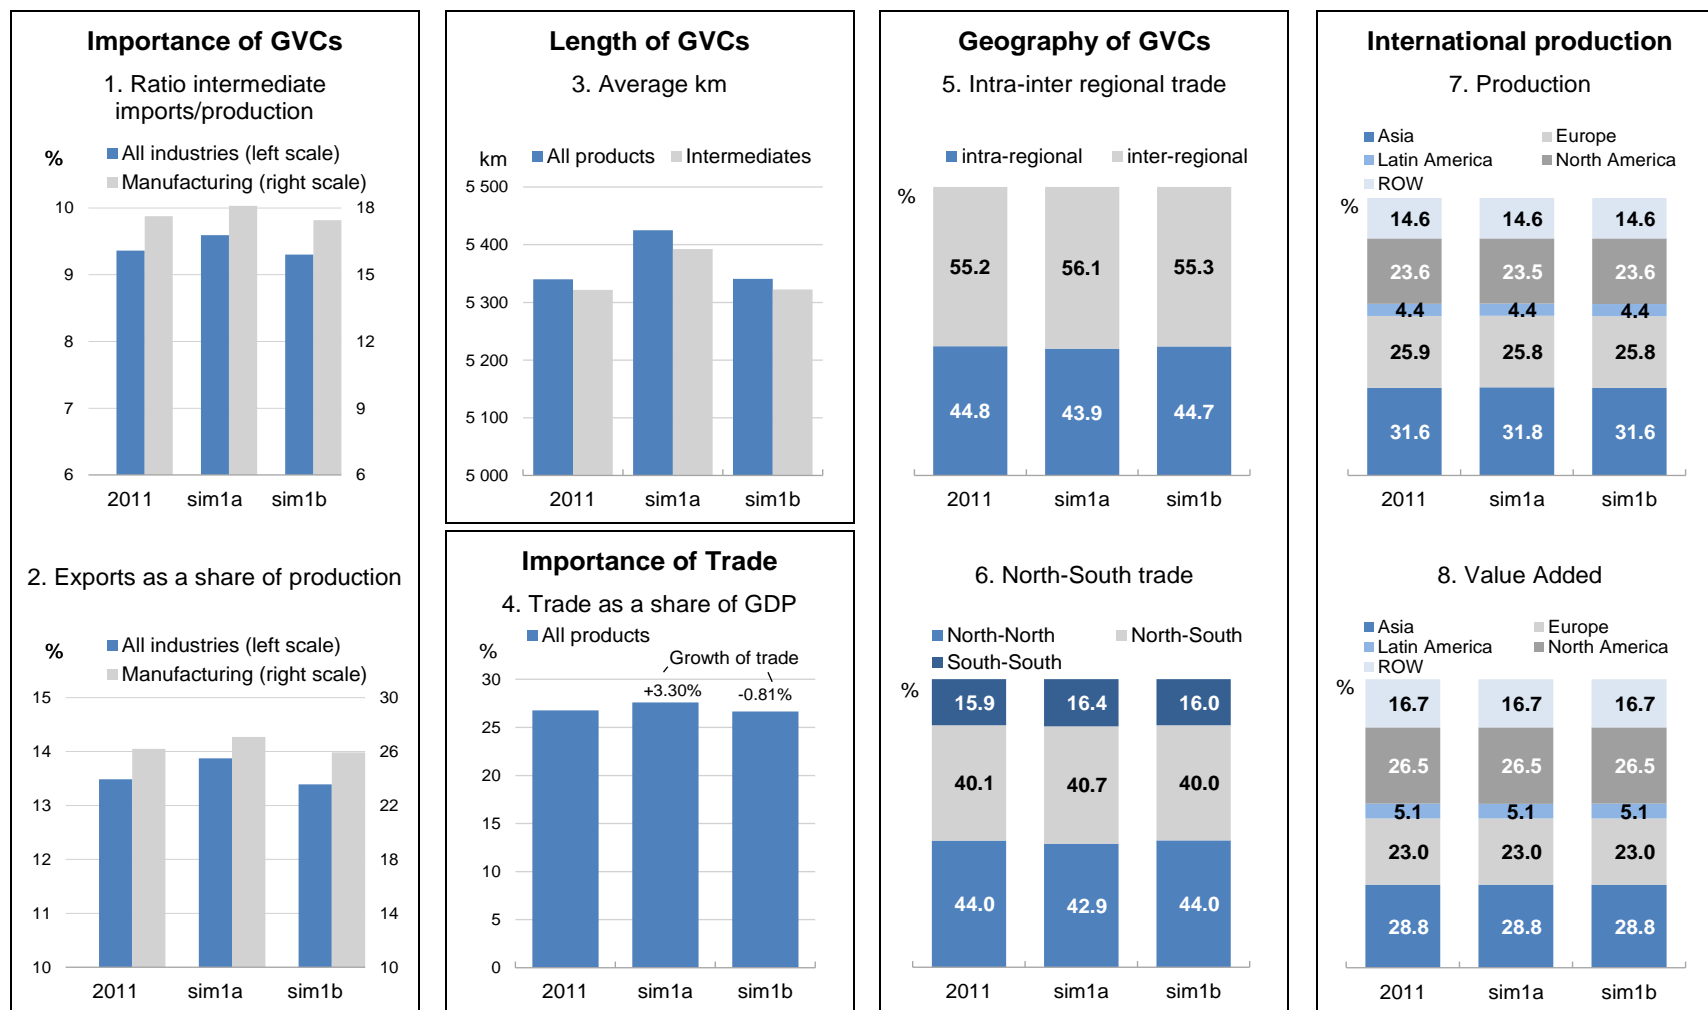 Importance of GVCs
1. Ratio intermediate
imports/production
%
All industries (left scale)
Manufacturing (right scale)
10 18
9 15
8 12
7 9
6 6
2011 sim1a sim1b
2. Exports as a share of production
%
All industries (left scale)
Manufacturing (right scale)
15 30
14 26
13 22
12 18
11 14
10 10
2011 sim1a sim1b
Length of GVCs
3. Average km
km
All products Intermediates
5 500
5 400
5 300
5 200
5 100
5 000
2011 sim1a sim1b
Importance of Trade
4. Trade as a share of GDP
All products
%
Growth of trade
+3.30% -0.81%
30
25
20
15
10
5
0
2011 sim1a sim1b
Geography of GVCs
5. Intra-inter regional trade
intra-regional inter-regional
%
55.2 56.1 55.3
44.8 43.9 44.7
2011 sim1a sim1b
6. North-South trade
North-North North-South
South-South
%
15.9 16.4 16.0
40.1 40.7 40.0
44.0 42.9 44.0
2011 sim1a sim1b
International production
7. Production
Asia Europe
Latin America North America
ROW
%
14.6 14.6 14.6
23.6 23.5 23.6
4.4 4.4 4.4
25.9 25.8 25.8
31.6 31.8 31.6
2011 sim1a sim1b
8. Value Added
Asia Europe
Latin America North America
ROW
%
16.7 16.7 16.7
26.5 26.5 26.5
5.1 5.1 5.1
23.0 23.0 23.0
28.8 28.8 28.8
2011 sim1a sim1b